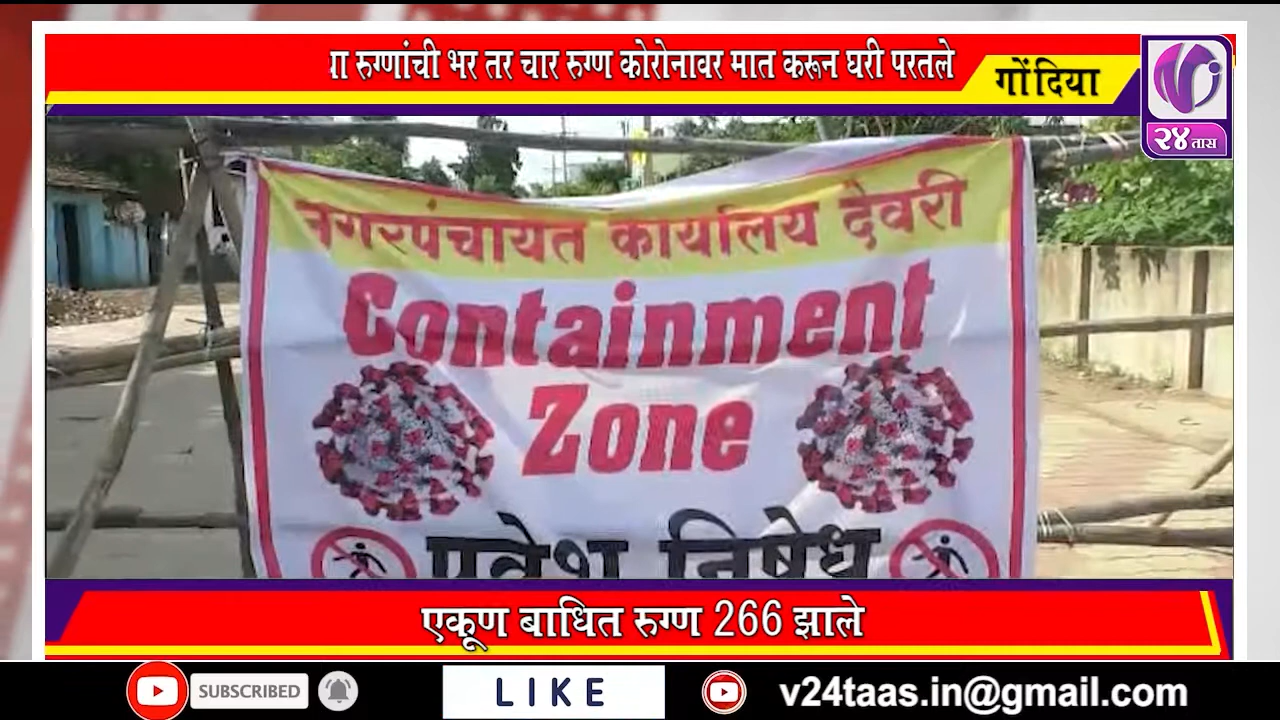 रुग्णांची भर तर चार रुग्ण कोरोनावर मात करून घरी परतले
गोंदिया
२४ तास
नगरपंचायत कार्यालय देवरी
Containment
Zone
प्रवेश निषेध
एकूण बाधित रुग्ण 266 झाले
SUBSCRIBED
LIKE
v24taas.in@gmail.com